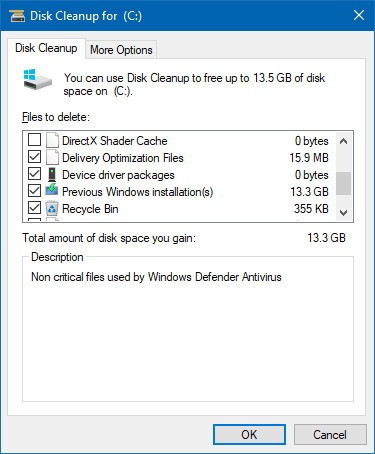 Disk Cleanup for (C:)
Disk Cleanup
More Options
You can use Disk Cleanup to free up to 13.5 GB of disk
space on (C:).
Files to delete:
DirectX Shader Cache 0 bytes
Delivery Optimization Files 15.9 MB
Device driver packages 0 bytes
Previous Windows installation(s) 13.3 GB
Recycle Bin 355 KB
Total amount of disk space you gain: 13.3 GB
Description
Non critical files used by Windows Defender Antivirus
OK
Cancel